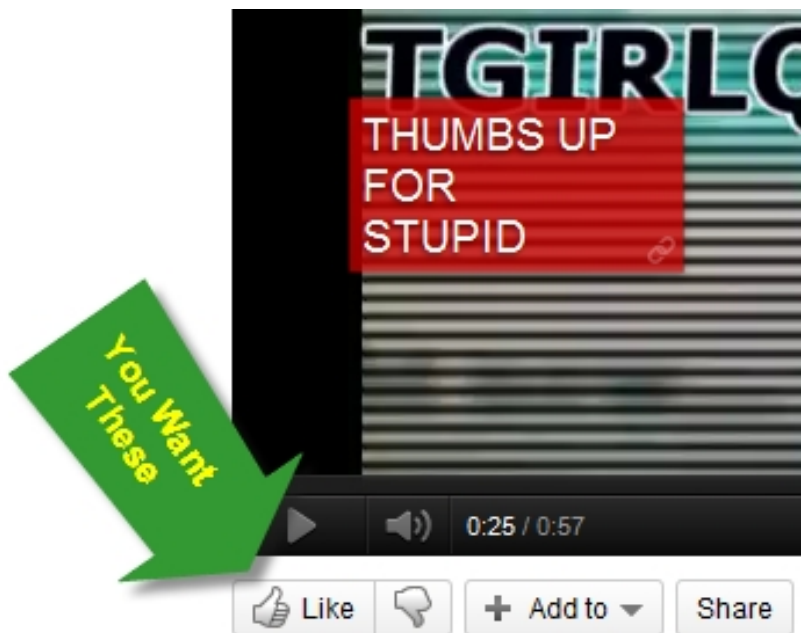 TGIRLQ
THUMBS UP
FOR
STUPID
You Want
These
0:25 / 0:57
Like
Add to
Share